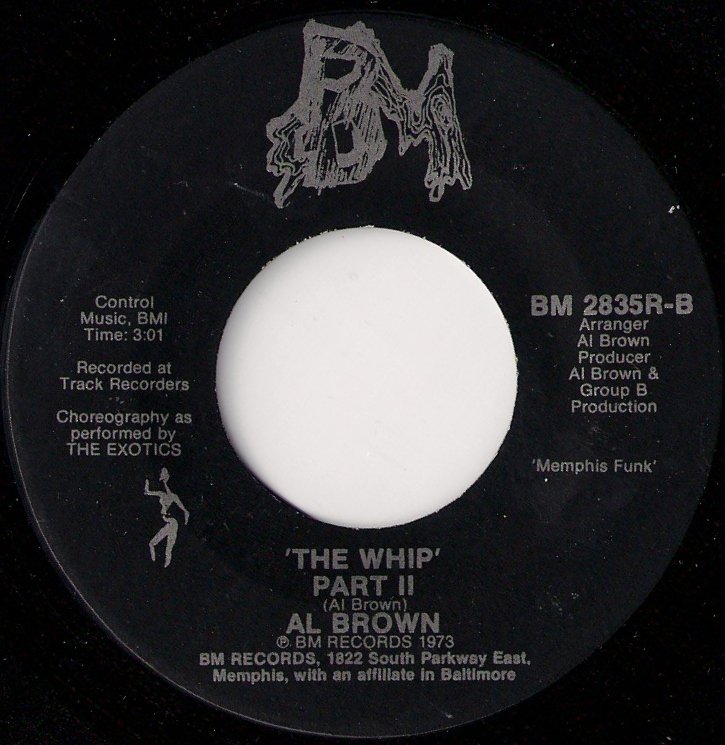 BM
Control
Music, BMI
Time: 3:01
Recorded at
Track Recorders
Choreography as
performed by
THE EXOTICS
BM 2835R-B
Arranger
Al Brown
Producer
Al Brown &
Group B
Production
'Memphis Funk'
'THE WHIP'
PART II
(Al Brown)
AL BROWN
℗ BM RECORDS 1973
BM RECORDS, 1822 South Parkway East,
Memphis, with an affiliate in Baltimore